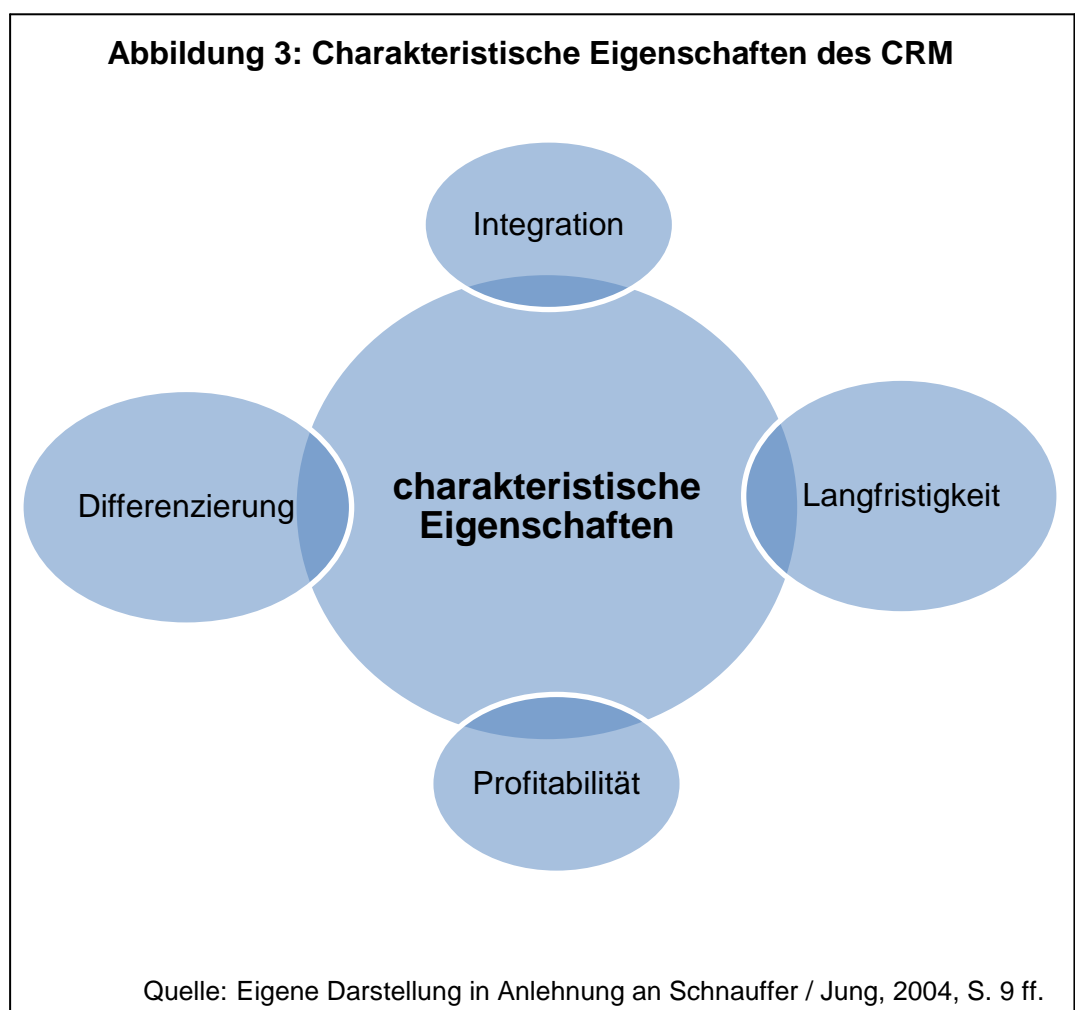 Abbildung 3: Charakteristische Eigenschaften des CRM
Integration
Differenzierung
charakteristische
Eigenschaften
Langfristigkeit
Profitabilität
Quelle: Eigene Darstellung in Anlehnung an Schnauffer / Jung, 2004, S. 9 ff.